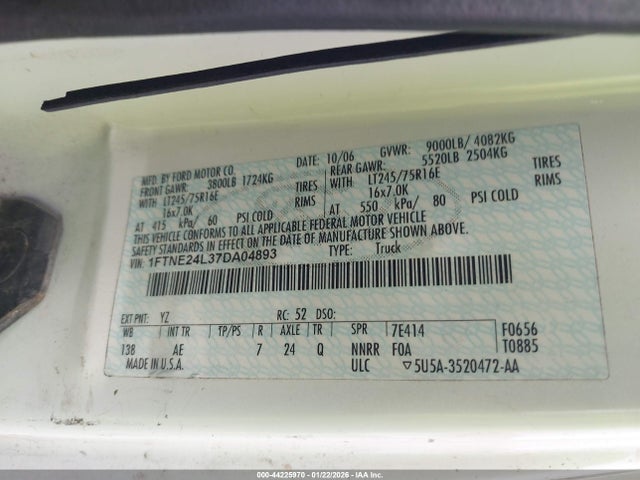 MFD. BY FORD MOTOR CO.
10/06 GVWR: 9000LB/ 4082KG
FRONT GAWR: 3800LB 1724KG
REAR GAWR: 5520LB 2504KG
WITH LT245/75R16E TIRES
WITH LT245/75R16E TIRES
16x7.0K RIMS
16x7.0K RIMS
AT 415 kPa/ 60 PSI COLD
AT 550 kPa/ 80 PSI COLD
THIS VEHICLE CONFORMS TO ALL APPLICABLE FEDERAL MOTOR VEHICLE
SAFETY STANDARDS IN EFFECT ON THE DATE OF MANUFACTURE SHOWN ABOVE
VIN: 1FTNE24L37DA04893
TYPE: Truck
EXT PNT: YZ RC: 52 DSO:
WB INT TR TP/PS R AXLE TR SPR 7E414 F0656
138 AE 7 24 Q NNRR F0A T0885
MADE IN U.S.A. ULC ▽5U5A-3520472-AA
000-44225970 - 01/22/2026 - IAA Inc.